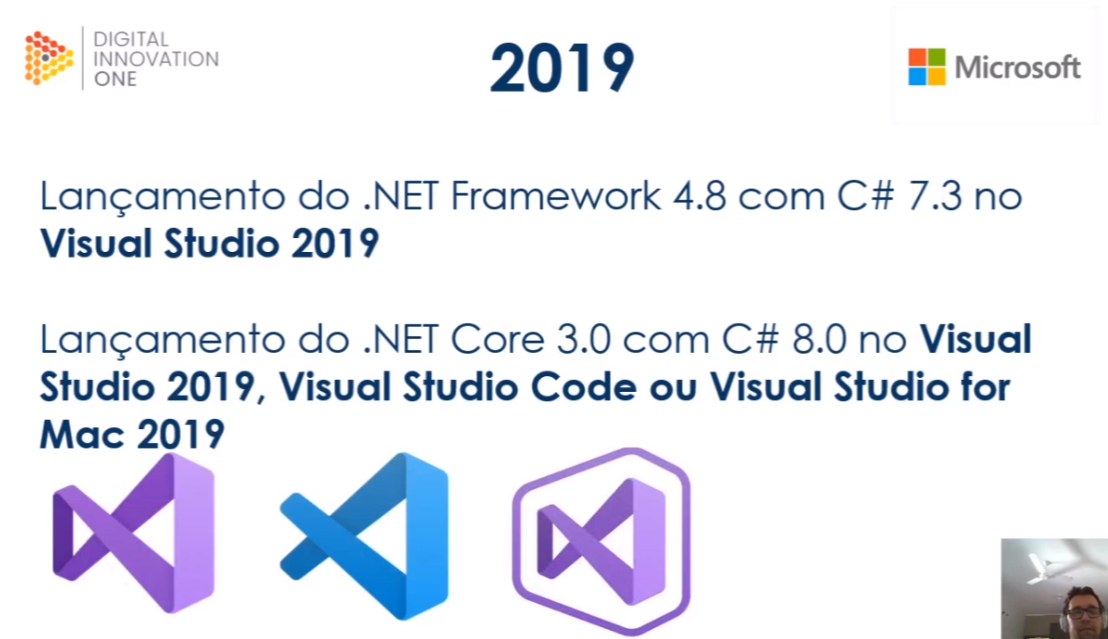 DIGITAL
INNOVATION
ONE
2019
Microsoft
Lançamento do .NET Framework 4.8 com C# 7.3 no
Visual Studio 2019
Lançamento do .NET Core 3.0 com C# 8.0 no Visual
Studio 2019, Visual Studio Code ou Visual Studio for
Mac 2019